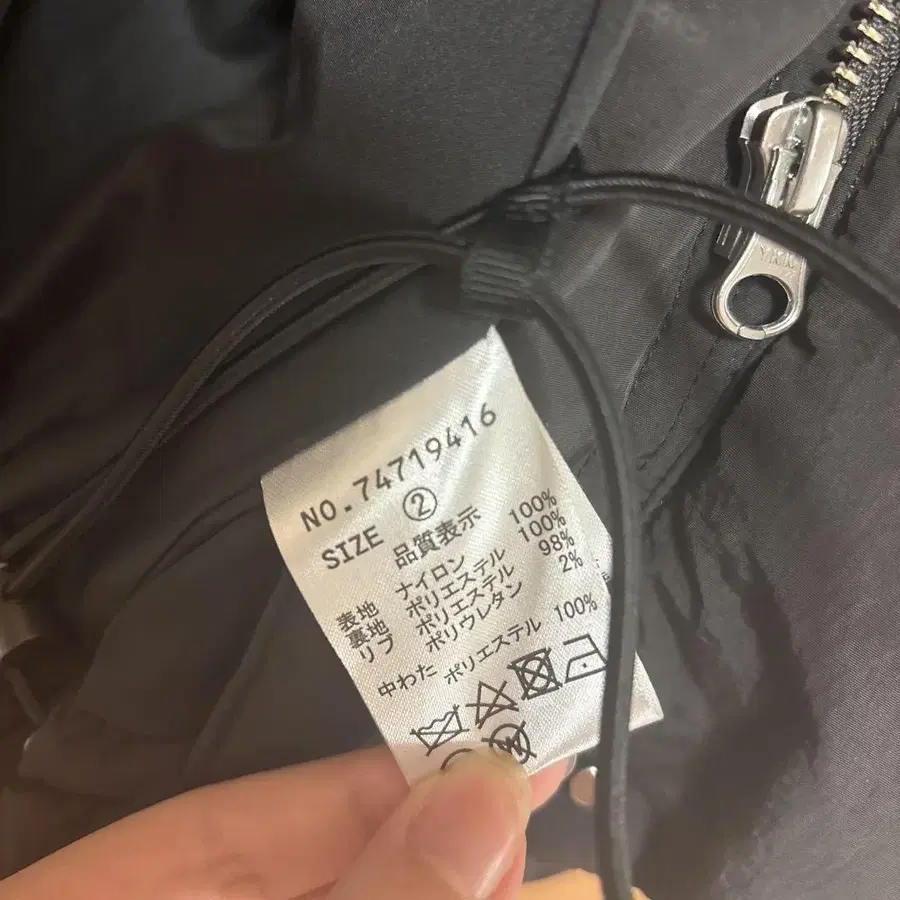 YKK
NO.74719416
SIZE ②
品質表示
表地 ナイロン 100%
裏地 ポリエステル 100%
リブ ポリエステル 98%
ポリウレタン 2%
中わた ポリエステル 100%
W